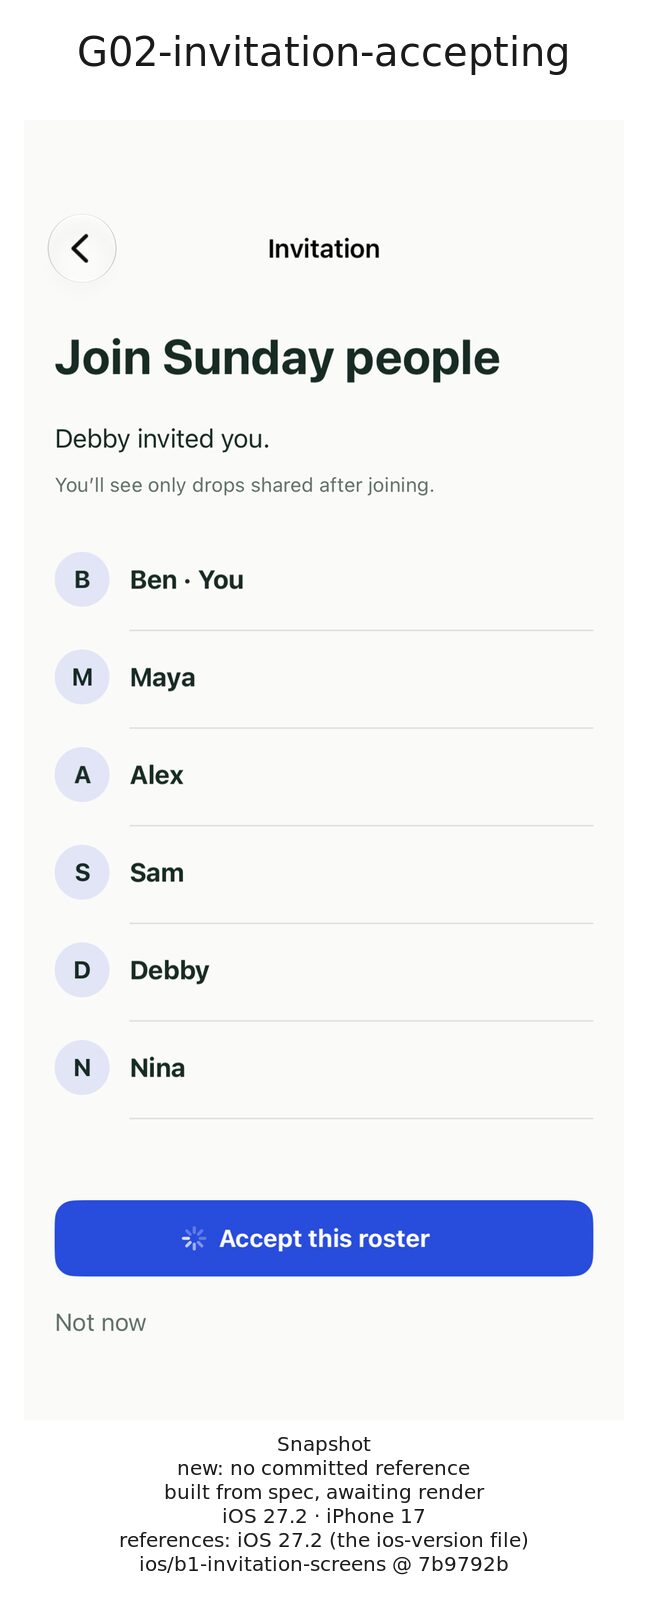 G02-invitation-accepting
Invitation
Join Sunday people
Debby invited you.
You’ll see only drops shared after joining.
B
Ben · You
M
Maya
A
Alex
S
Sam
D
Debby
N
Nina
Accept this roster
Not now
Snapshot
new: no committed reference
built from spec, awaiting render
iOS 27.2 · iPhone 17
references: iOS 27.2 (the ios-version file)
ios/b1-invitation-screens @ 7b9792b